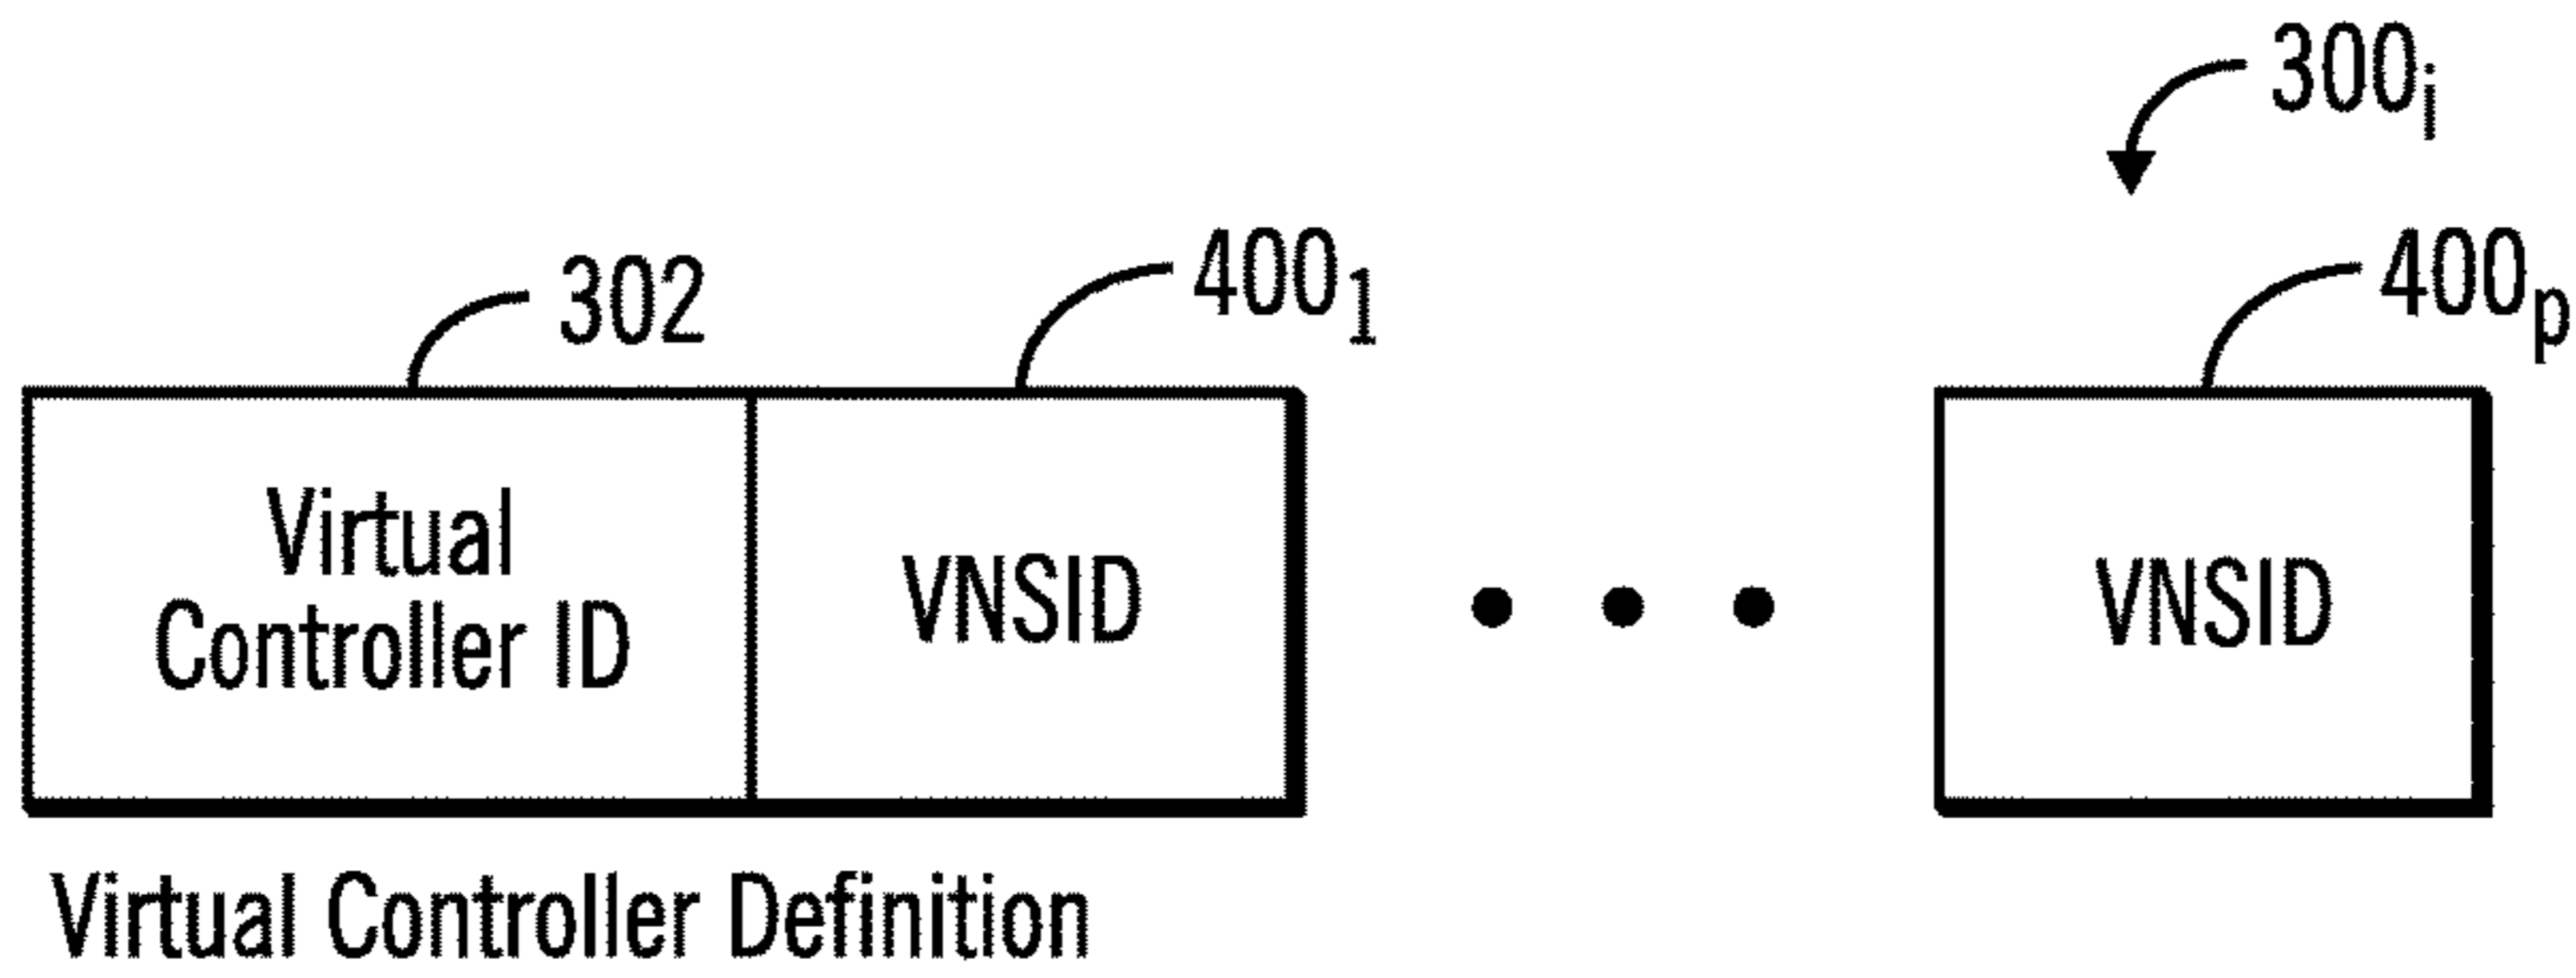 300i
302
4001
400p
Virtual
Controller ID
VNSID
VNSID
Virtual Controller Definition